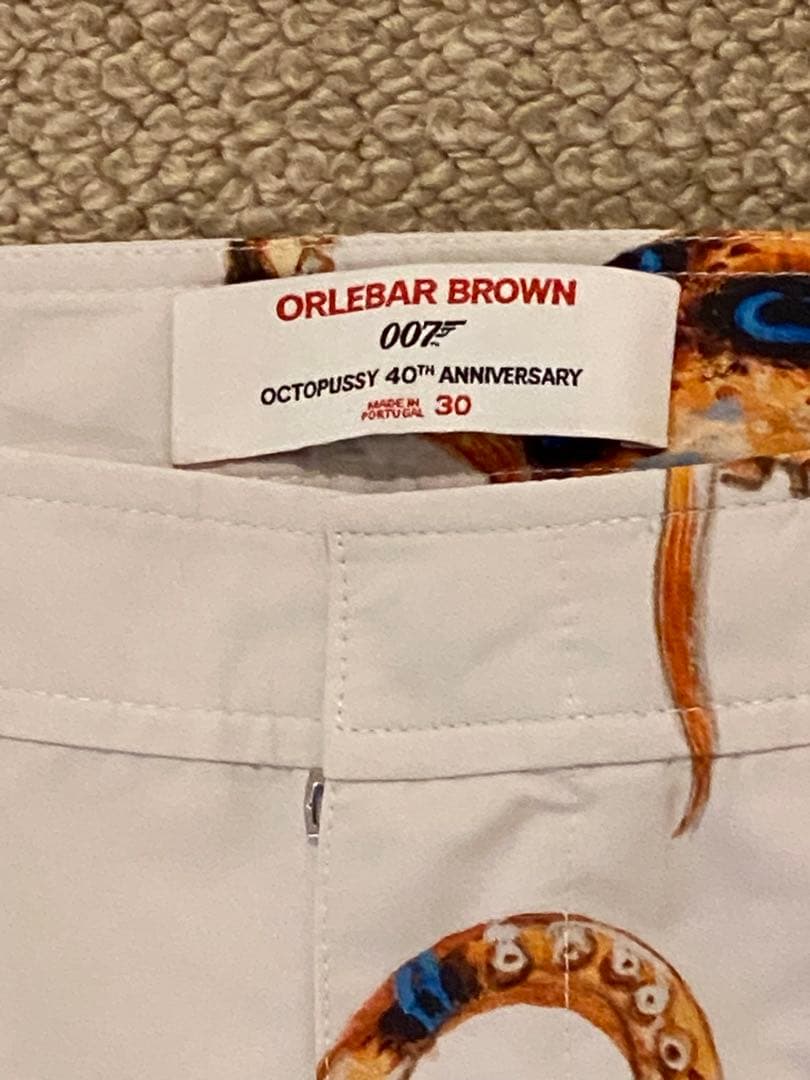 ORLEBAR BROWN
007
OCTOPUSSY 40TH ANNIVERSARY
MADE IN
PORTUGAL 30